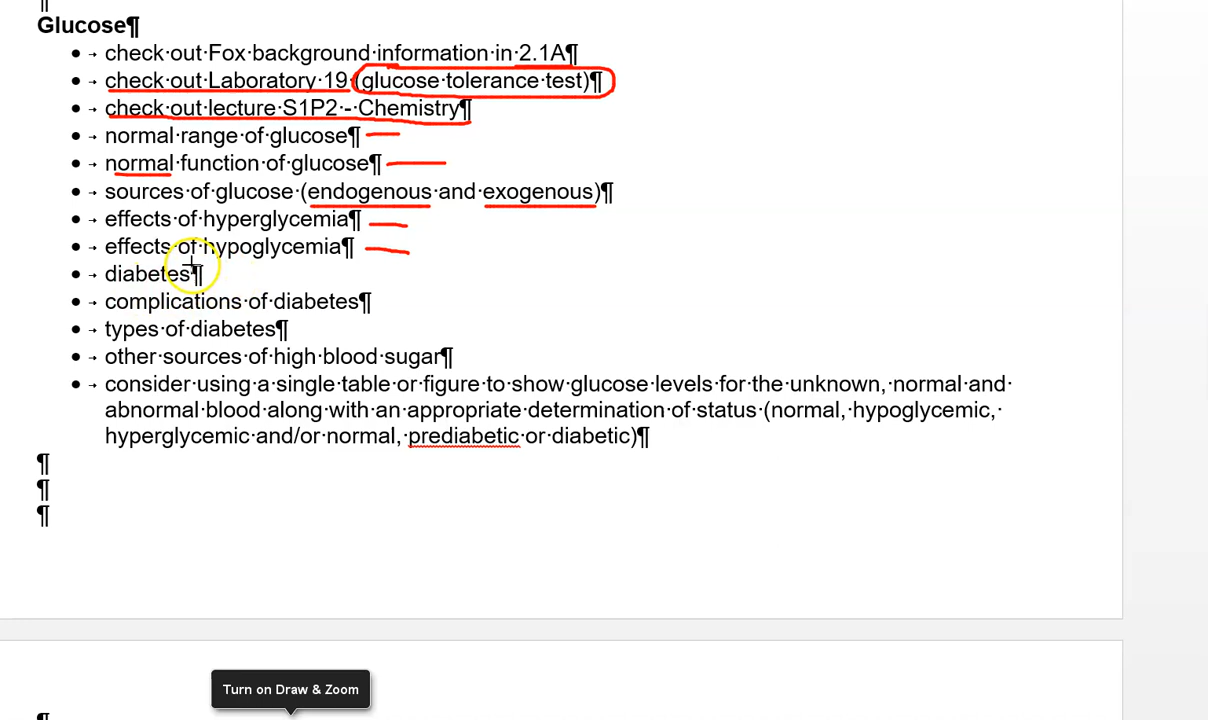 Glucose¶
check out Fox background information in 2.1A¶
check out Laboratory 19 (glucose tolerance test)¶
check out lecture S1P2 - Chemistry¶
normal range of glucose¶
normal function of glucose¶
sources of glucose (endogenous and exogenous)¶
effects of hyperglycemia¶
effects of hypoglycemia¶
diabetes¶
complications of diabetes¶
types of diabetes¶
other sources of high blood sugar¶
consider using a single table or figure to show glucose levels for the unknown, normal and
abnormal blood along with an appropriate determination of status (normal, hypoglycemic,
hyperglycemic and/or normal, prediabetic or diabetic)¶
¶
¶
¶
Turn on Draw & Zoom